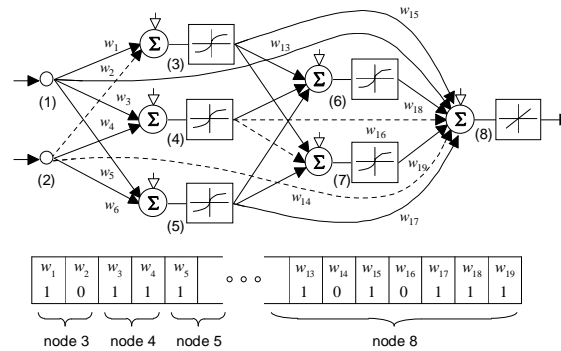 w1
w2
w3
w4
w5
w6
w13
w14
w15
w16
w17
w18
w19
Σ Σ Σ Σ Σ Σ
(1)
(2)
(3)
(4)
(5)
(6)
(7)
(8)
w1 w2 w3 w4 w5 w13 w14 w15 w16 w17 w18 w19
1 0 1 1 1 1 0 1 0 1 1 1
node 3 node 4 node 5 node 8